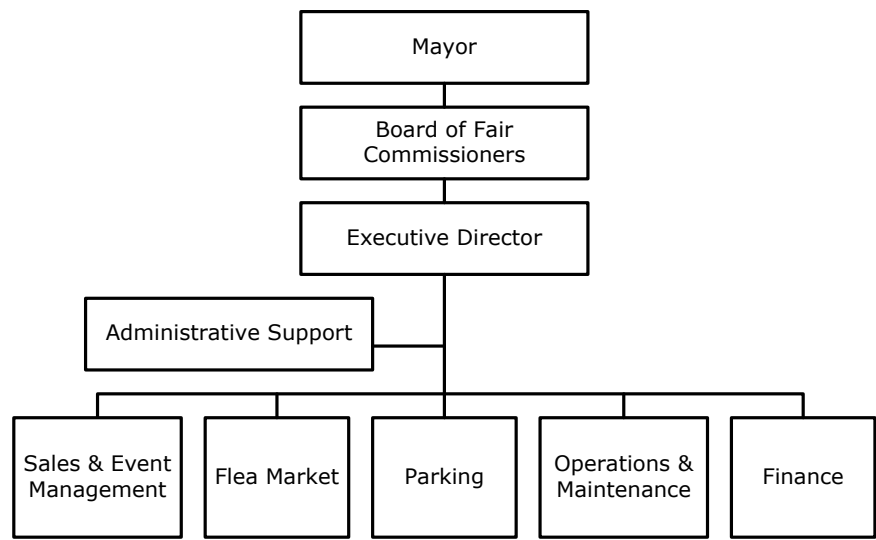 Mayor
Board of Fair
Commissioners
Executive Director
Administrative Support
Sales & Event
Management
Flea Market
Parking
Operations &
Maintenance
Finance